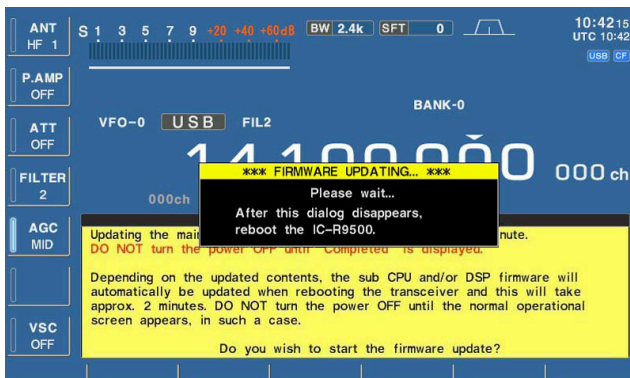 ANT
HF 1
S 1 3 5 7 9 +20 +40 +60dB
BW 2.4k SFT 0
10:42 15
UTC 10:42
USB CF
P.AMP
OFF
BANK-0
VFO-0 USB FIL2
ATT
OFF
14.100.000
000 ch
FILTER
2
000ch
*** FIRMWARE UPDATING... ***
Please wait...
After this dialog disappears,
reboot the IC-R9500.
AGC
MID
Updating the nute.
DO NOT turn the power OFF until "Completed" is displayed.
Depending on the updated contents, the sub CPU and/or DSP firmware will
automatically be updated when rebooting the transceiver and this will take
approx. 2 minutes. DO NOT turn the power OFF until the normal operational
screen appears, in such a case.
Do you wish to start the firmware update?
VSC
OFF